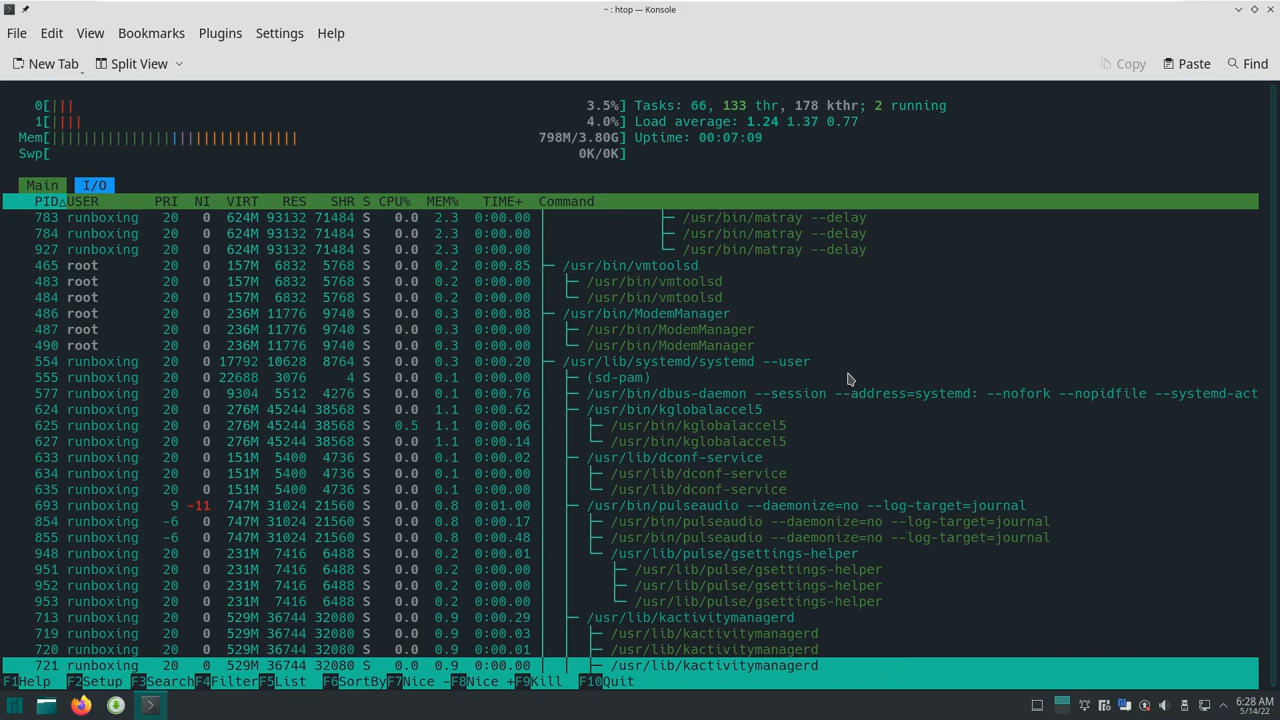 ~ : htop — Konsole
File Edit View Bookmarks Plugins Settings Help
New Tab Split View Copy Paste Find
0[||| 3.5%] Tasks: 66, 133 thr, 178 kthr; 2 running
1[|||| 4.0%] Load average: 1.24 1.37 0.77
Mem[||||||||||||||||||||||||||||||| 798M/3.80G] Uptime: 00:07:09
Swp[ 0K/0K]
Main I/O
PID△USER PRI NI VIRT RES SHR S CPU% MEM% TIME+ Command
783 runboxing 20 0 624M 93132 71484 S 0.0 2.3 0:00.00 │ ├─ /usr/bin/matray --delay
784 runboxing 20 0 624M 93132 71484 S 0.0 2.3 0:00.00 │ ├─ /usr/bin/matray --delay
927 runboxing 20 0 624M 93132 71484 S 0.0 2.3 0:00.00 │ └─ /usr/bin/matray --delay
465 root 20 0 157M 6832 5768 S 0.0 0.2 0:00.85 ├─ /usr/bin/vmtoolsd
483 root 20 0 157M 6832 5768 S 0.0 0.2 0:00.00 │ ├─ /usr/bin/vmtoolsd
484 root 20 0 157M 6832 5768 S 0.0 0.2 0:00.00 │ └─ /usr/bin/vmtoolsd
486 root 20 0 236M 11776 9740 S 0.0 0.3 0:00.08 ├─ /usr/bin/ModemManager
487 root 20 0 236M 11776 9740 S 0.0 0.3 0:00.00 │ ├─ /usr/bin/ModemManager
490 root 20 0 236M 11776 9740 S 0.0 0.3 0:00.00 │ └─ /usr/bin/ModemManager
554 runboxing 20 0 17792 10628 8764 S 0.0 0.3 0:00.20 ├─ /usr/lib/systemd/systemd --user
555 runboxing 20 0 22688 3076 4 S 0.0 0.1 0:00.00 │ ├─ (sd-pam)
577 runboxing 20 0 9304 5512 4276 S 0.0 0.1 0:00.76 │ ├─ /usr/bin/dbus-daemon --session --address=systemd: --nofork --nopidfile --systemd-act
624 runboxing 20 0 276M 45244 38568 S 0.0 1.1 0:00.62 │ ├─ /usr/bin/kglobalaccel5
625 runboxing 20 0 276M 45244 38568 S 0.5 1.1 0:00.06 │ │ ├─ /usr/bin/kglobalaccel5
627 runboxing 20 0 276M 45244 38568 S 0.0 1.1 0:00.14 │ │ └─ /usr/bin/kglobalaccel5
633 runboxing 20 0 151M 5400 4736 S 0.0 0.1 0:00.02 │ ├─ /usr/lib/dconf-service
634 runboxing 20 0 151M 5400 4736 S 0.0 0.1 0:00.00 │ │ ├─ /usr/lib/dconf-service
635 runboxing 20 0 151M 5400 4736 S 0.0 0.1 0:00.00 │ │ └─ /usr/lib/dconf-service
693 runboxing 9 -11 747M 31024 21560 S 0.0 0.8 0:01.00 │ ├─ /usr/bin/pulseaudio --daemonize=no --log-target=journal
854 runboxing -6 0 747M 31024 21560 S 0.0 0.8 0:00.17 │ │ ├─ /usr/bin/pulseaudio --daemonize=no --log-target=journal
855 runboxing -6 0 747M 31024 21560 S 0.0 0.8 0:00.48 │ │ ├─ /usr/bin/pulseaudio --daemonize=no --log-target=journal
948 runboxing 20 0 231M 7416 6488 S 0.0 0.2 0:00.01 │ │ └─ /usr/lib/pulse/gsettings-helper
951 runboxing 20 0 231M 7416 6488 S 0.0 0.2 0:00.00 │ │ ├─ /usr/lib/pulse/gsettings-helper
952 runboxing 20 0 231M 7416 6488 S 0.0 0.2 0:00.00 │ │ ├─ /usr/lib/pulse/gsettings-helper
953 runboxing 20 0 231M 7416 6488 S 0.0 0.2 0:00.00 │ │ └─ /usr/lib/pulse/gsettings-helper
713 runboxing 20 0 529M 36744 32080 S 0.0 0.9 0:00.29 │ ├─ /usr/lib/kactivitymanagerd
719 runboxing 20 0 529M 36744 32080 S 0.0 0.9 0:00.03 │ │ ├─ /usr/lib/kactivitymanagerd
720 runboxing 20 0 529M 36744 32080 S 0.0 0.9 0:00.01 │ │ ├─ /usr/lib/kactivitymanagerd
721 runboxing 20 0 529M 36744 32080 S 0.0 0.9 0:00.00 │ │ ├─ /usr/lib/kactivitymanagerd
F1Help F2Setup F3SearchF4FilterF5List F6SortByF7Nice -F8Nice +F9Kill F10Quit
6:28 AM
5/14/22